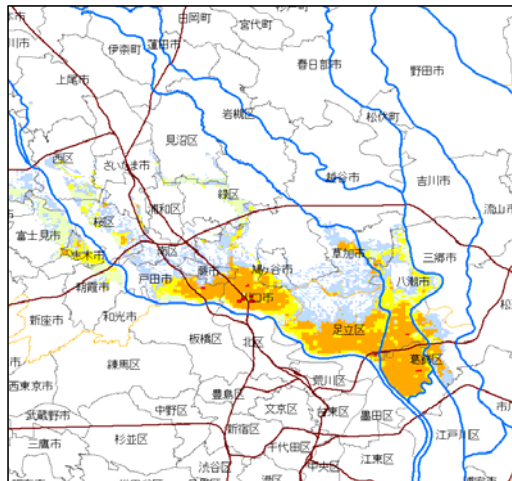 日岡町
宮代町
川市
伊奈町
蓮田市
春日部市
野田市
上尾市
岩槻区
松伏町
見沼区
西区
さいたま市
越谷市
吉川市
緑区
流山市
桜区
浦和区
富士見市
南区
草加市
三郷市
志木市
蕨市
鳩ヶ谷市
戸田市
八潮市
朝霞市
川口市
松
新座市
和光市
足立区
板橋区
北区
葛飾区
練馬区
荒川区
西東京市
豊島区
市
武蔵野市
中野区
文京区
台東区
墨田区
新宿区
江戸川区
三鷹市
杉並区
千代田区
渋谷区
中央区
江東区
港区